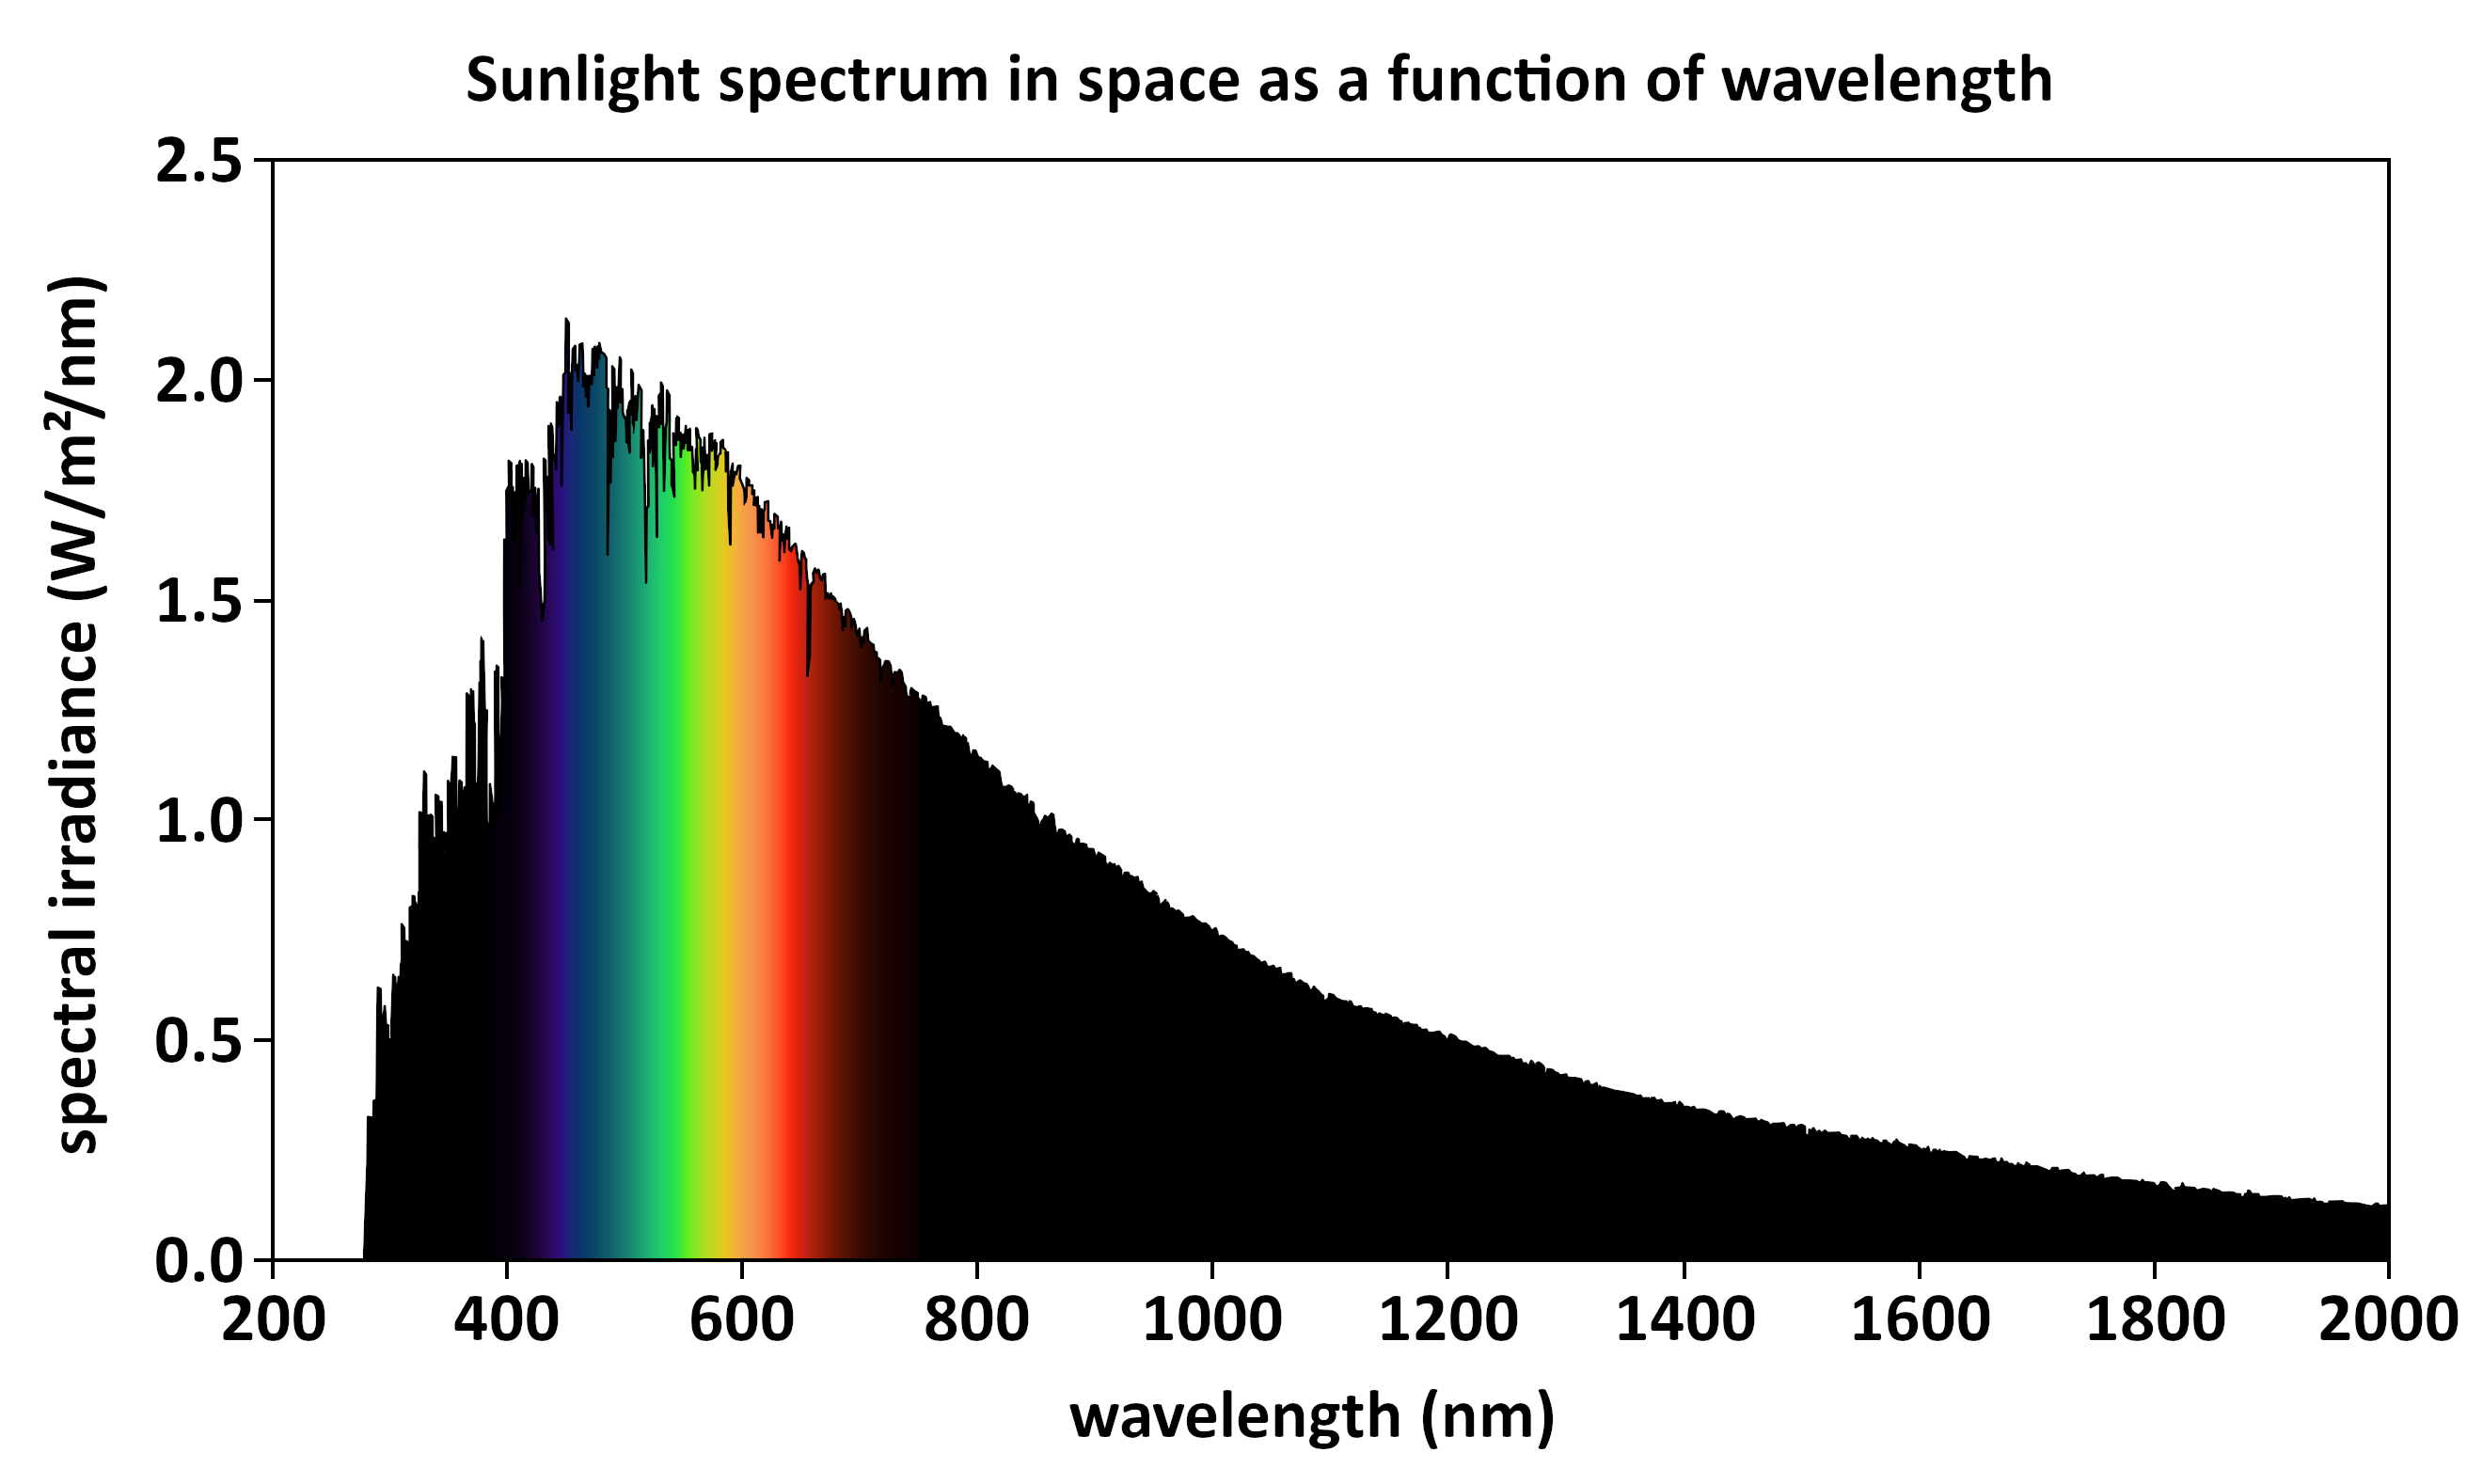 Sunlight spectrum in space as a function of wavelength
spectral irradiance (W/m²/nm)
2.5
2.0
1.5
1.0
0.5
0.0
200 400 600 800 1000 1200 1400 1600 1800 2000
wavelength (nm)